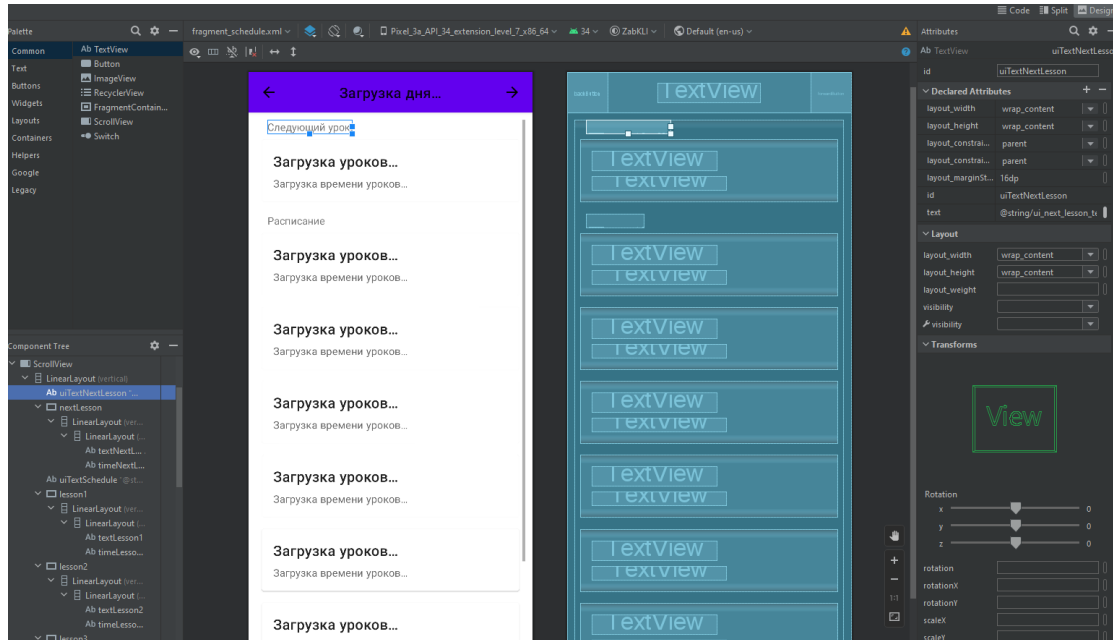 Code Split Design
Palette
fragment_schedule.xml
Pixel_3a_API_34_extension_level_7_x86_64
34
ZabKLI
Default (en-us)
Attributes
Common
Text
Buttons
Widgets
Layouts
Containers
Helpers
Google
Legacy
Ab TextView
Button
ImageView
RecyclerView
FragmentContain...
ScrollView
Switch
Загрузка дня...
Следующий урок
Загрузка уроков...
Загрузка времени уроков...
Расписание
Загрузка уроков...
Загрузка времени уроков...
Загрузка уроков...
Загрузка времени уроков...
Загрузка уроков...
Загрузка времени уроков...
Загрузка уроков...
Загрузка времени уроков...
Загрузка уроков...
Загрузка времени уроков...
Загрузка уроков...
TextView
TextView
TextView
TextView
TextView
TextView
TextView
TextView
TextView
TextView
TextView
TextView
TextView
TextView
1:1
Component Tree
ScrollView
LinearLayout (vertical)
Ab uiTextNextLesson "...
nextLesson
LinearLayout (ver...
LinearLayout (...
Ab textNextL...
Ab timeNextL...
Ab uiTextSchedule "@st...
lesson1
LinearLayout (ver...
LinearLayout (...
Ab textLesson1
Ab timeLesso...
lesson2
LinearLayout (ver...
LinearLayout (...
Ab textLesson2
Ab timeLesso...
lesson3
Ab TextView uiTextNextLesso
id uiTextNextLesson
Declared Attributes
layout_width wrap_content
layout_height wrap_content
layout_constrai... parent
layout_constrai... parent
layout_marginSt... 16dp
id uiTextNextLesson
text @string/ui_next_lesson_te
Layout
layout_width wrap_content
layout_height wrap_content
layout_weight
visibility
visibility
Transforms
View
Rotation
x 0
y 0
z 0
rotation
rotationX
rotationY
scaleX
scaleY